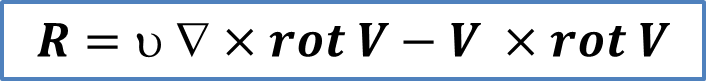 R = υ ∇ × rot V − V × rot V